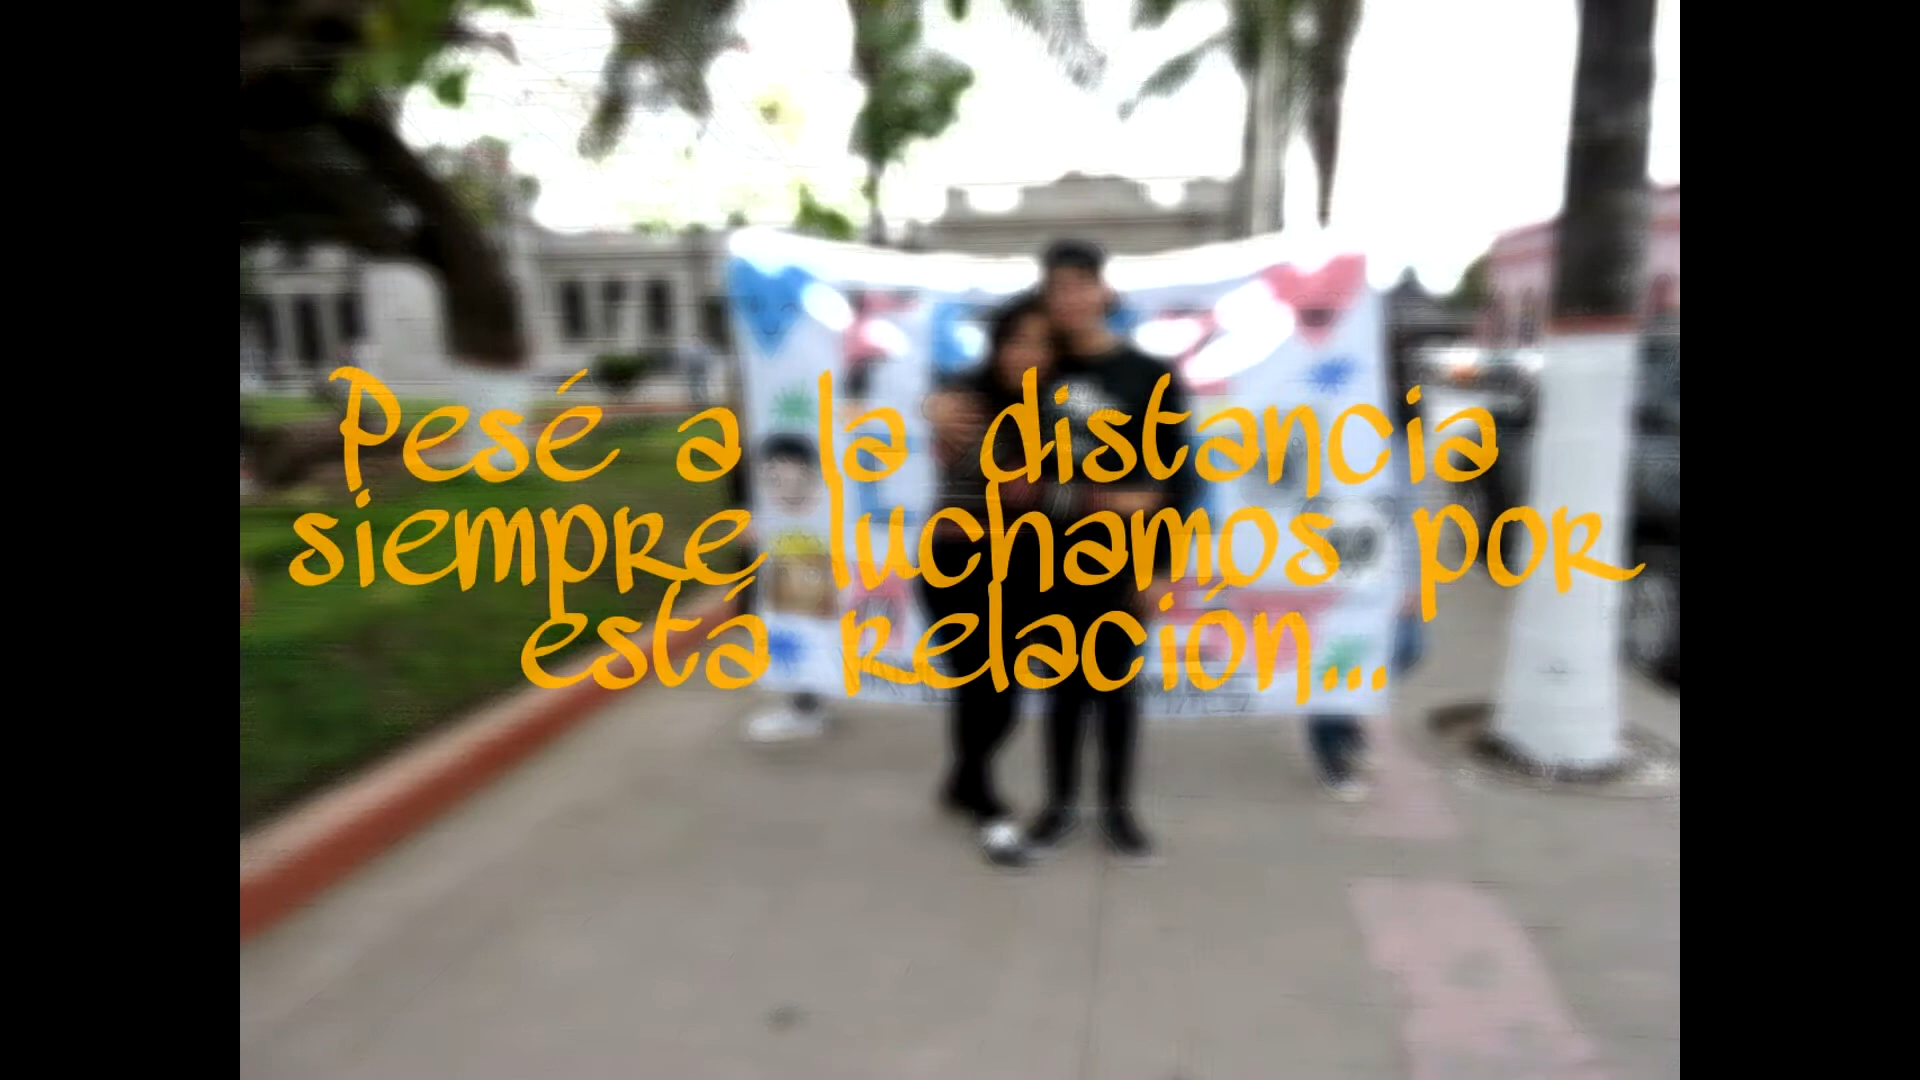 Pesé a la distancia
siempre luchamos por
está relación...